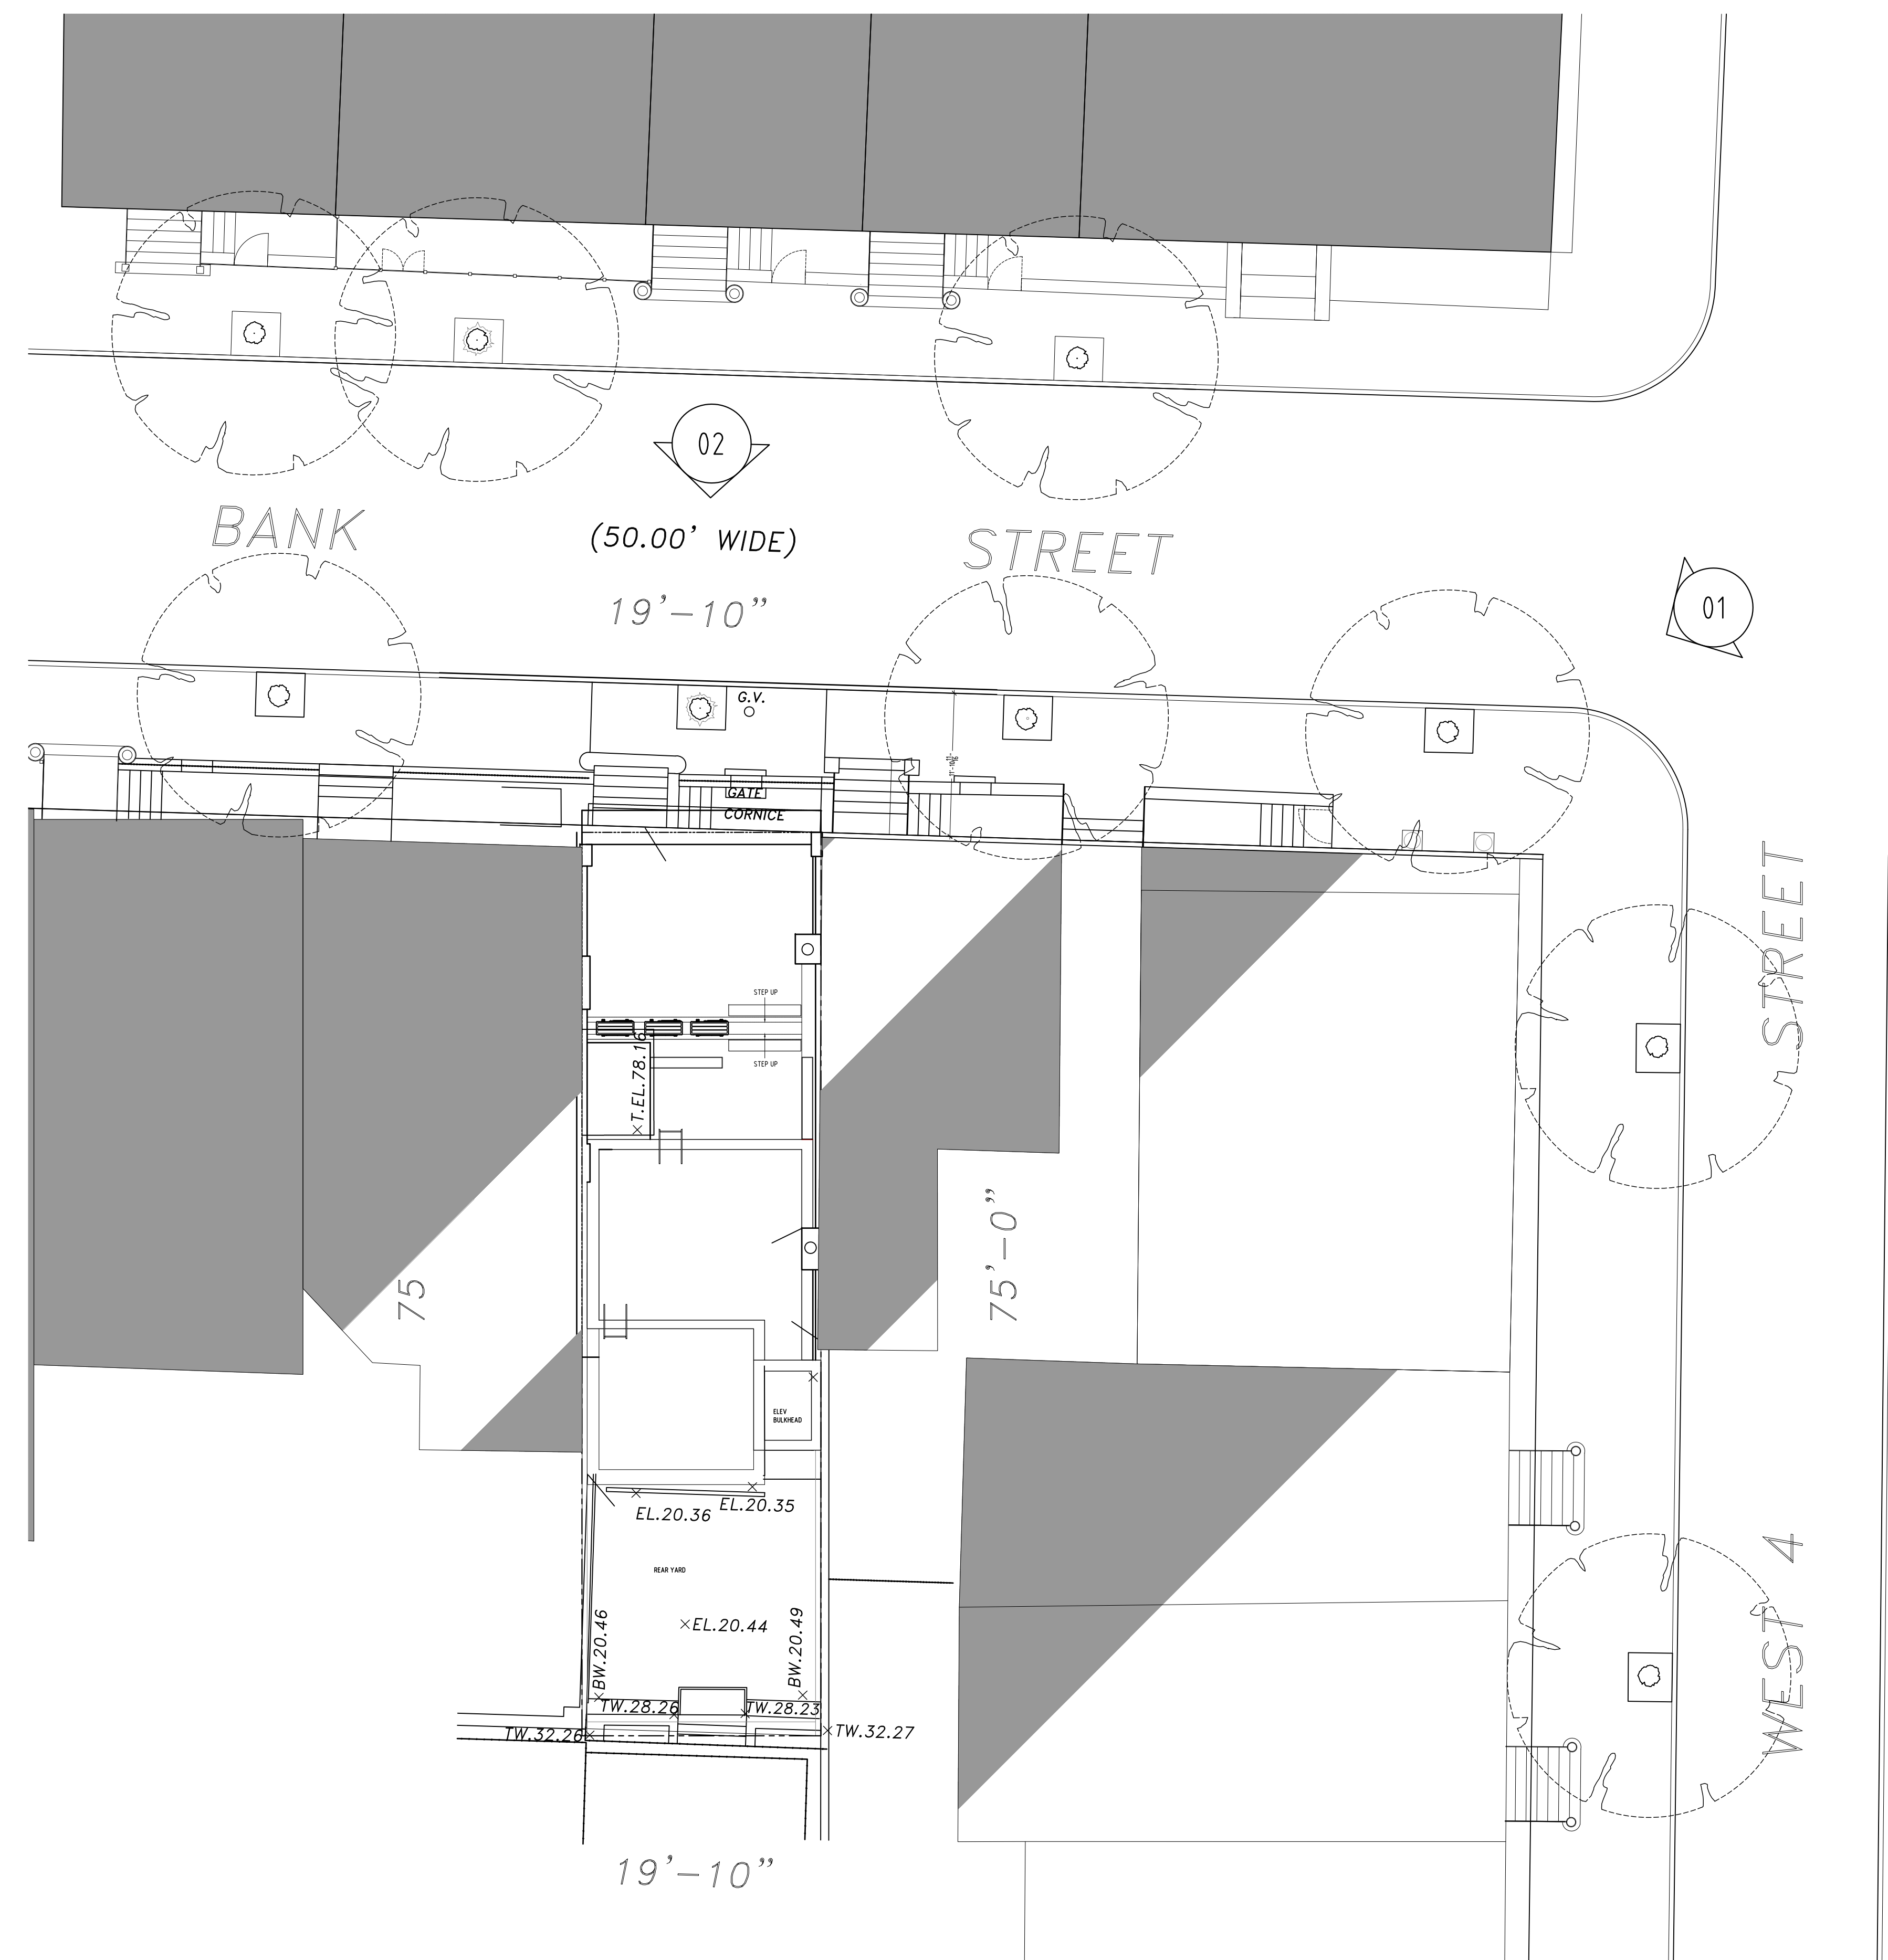 02
BANK
(50.00' WIDE)
STREET
19'-10"
01
G.V.
GATE
CORNICE
STREET
STEP UP
STEP UP
T.EL.78.16
75
75'-0"
ELEV
BULKHEAD
EL.20.36
EL.20.35
REAR YARD
BW.20.46
EL.20.44
BW.20.49
WEST 4
TW.28.26
TW.28.23
TW.32.26
TW.32.27
19'-10"